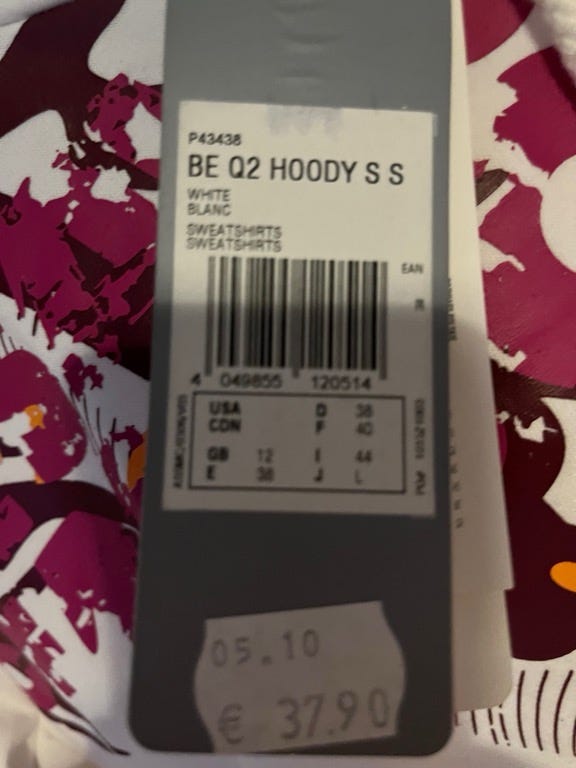 P43438
BE Q2 HOODY S S
WHITE
BLANC
SWEATSHIRTS
SWEATSHIRTS
EAN
4 049855 120514
USA D 38
CDN F 40
GB 12 I 44
E 38 J L
05.10
€ 37.90